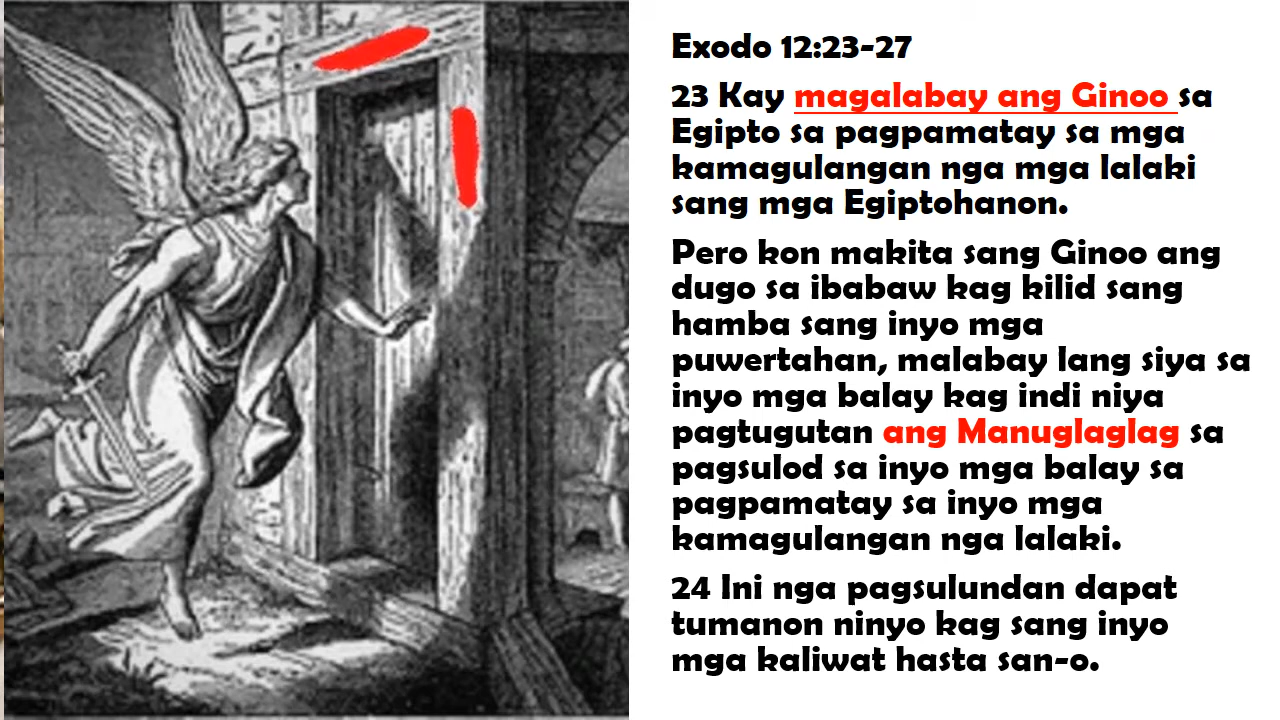 Exodo 12:23-27
23 Kay magalabay ang Ginoo sa
Egipto sa pagpamatay sa mga
kamagulangan nga mga lalaki
sang mga Egiptohanon.
Pero kon makita sang Ginoo ang
dugo sa ibabaw kag kilid sang
hamba sang inyo mga
puwertahan, malabay lang siya sa
inyo mga balay kag indi niya
pagtugutan ang Manuglaglag sa
pagsulod sa inyo mga balay sa
pagpamatay sa inyo mga
kamagulangan nga lalaki.
24 Ini nga pagsulundan dapat
tumanon ninyo kag sang inyo
mga kaliwat hasta san-o.